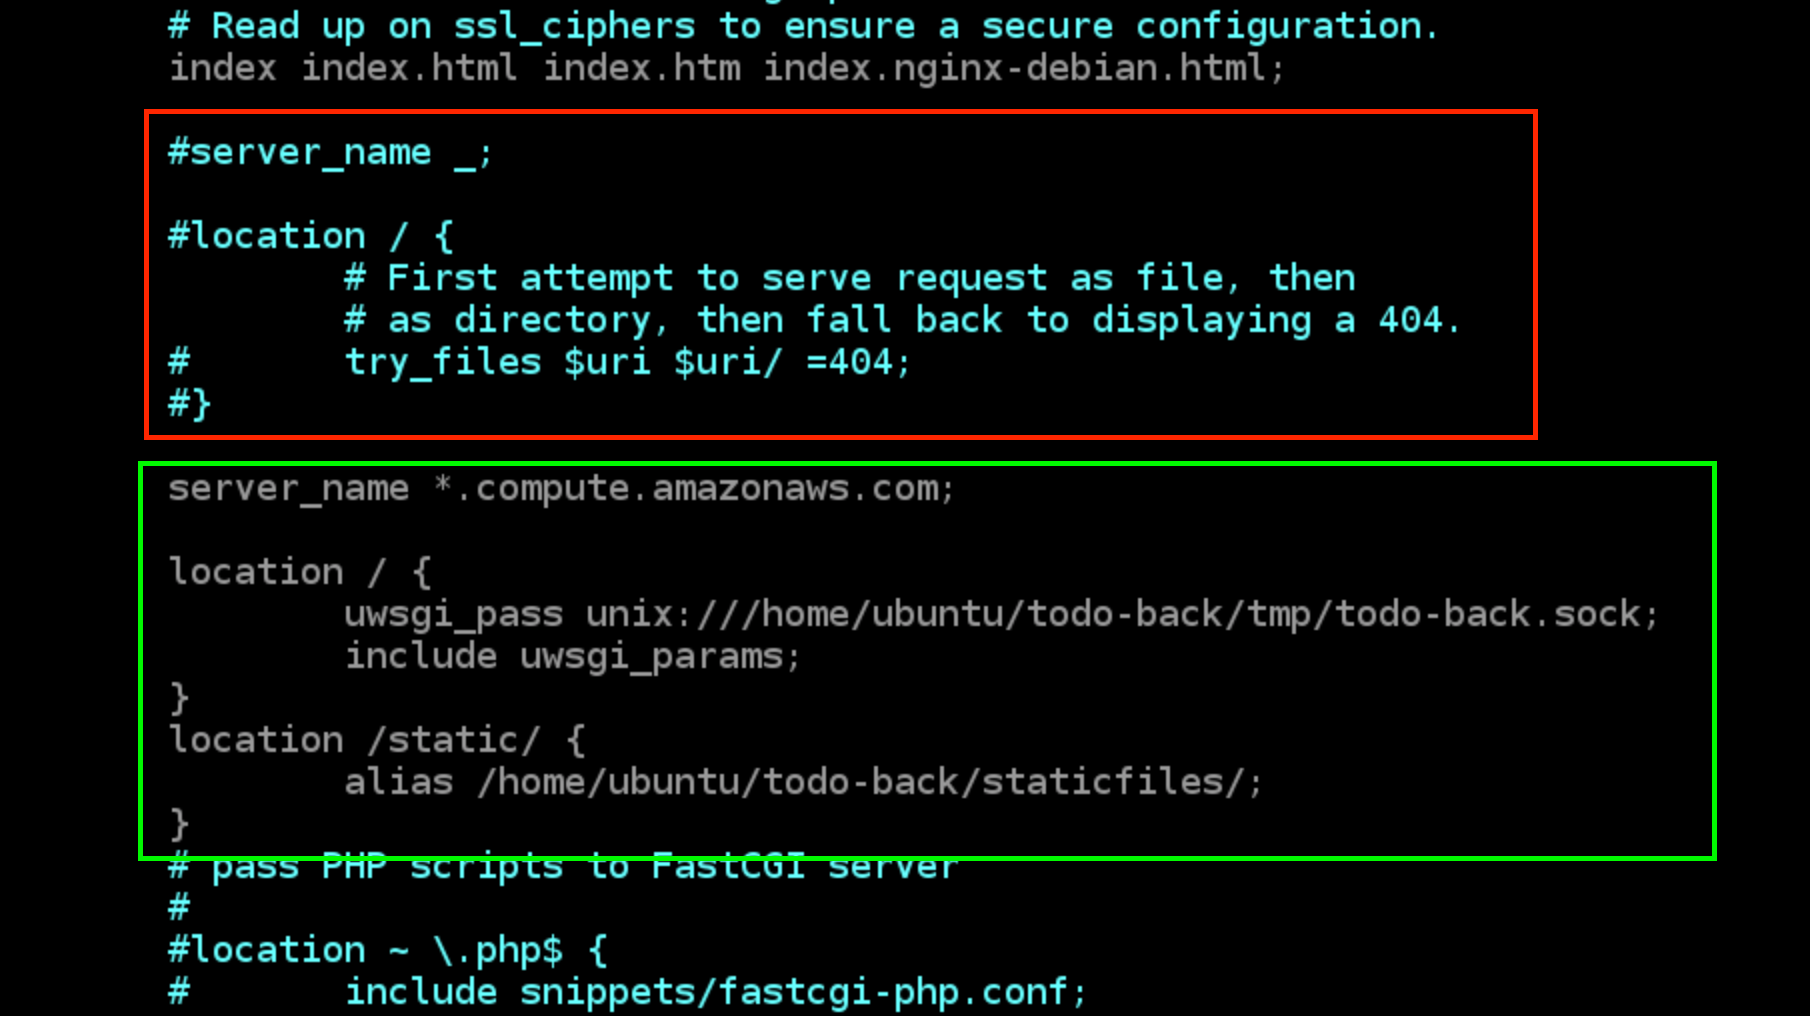 # Read up on ssl_ciphers to ensure a secure configuration.
index index.html index.htm index.nginx-debian.html;
#server_name _;
#location / {
# First attempt to serve request as file, then
# as directory, then fall back to displaying a 404.
# try_files $uri $uri/ =404;
#}
server_name *.compute.amazonaws.com;
location / {
uwsgi_pass unix:///home/ubuntu/todo-back/tmp/todo-back.sock;
include uwsgi_params;
}
location /static/ {
alias /home/ubuntu/todo-back/staticfiles/;
}
# pass PHP scripts to FastCGI server
#
#location ~ \.php$ {
# include snippets/fastcgi-php.conf;